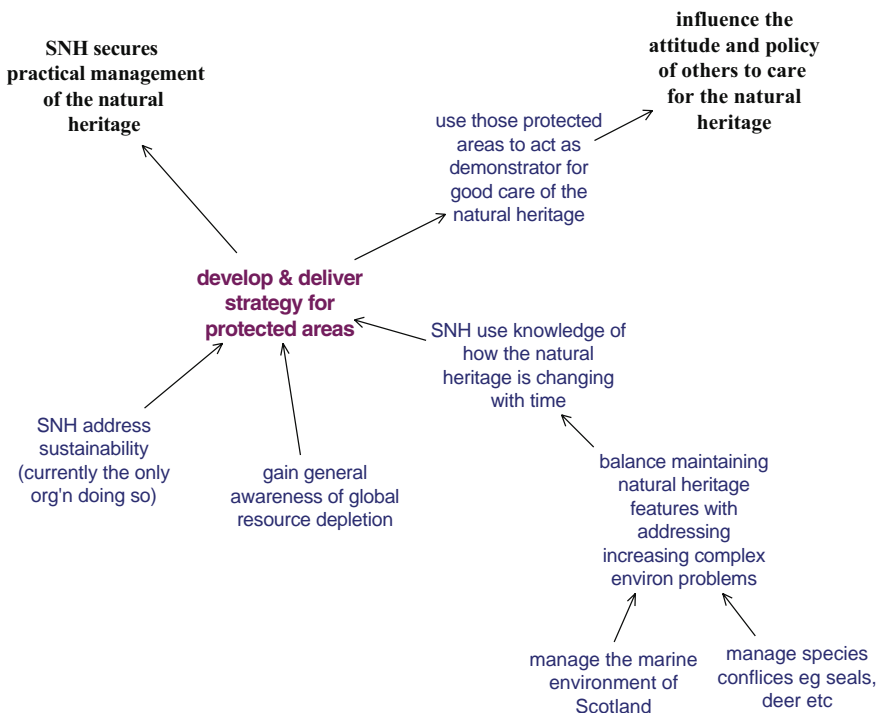 SNH secures
practical management
of the natural
heritage
influence the
attitude and policy
of others to care
for the natural
heritage
use those protected
areas to act as
demonstrator for
good care of the
natural heritage
develop & deliver
strategy for
protected areas
SNH use knowledge of
how the natural
heritage is changing
with time
SNH address
sustainability
(currently the only
org'n doing so)
gain general
awareness of global
resource depletion
balance maintaining
natural heritage
features with
addressing
increasing complex
environ problems
manage the marine
environment of
Scotland
manage species
conflices eg seals,
deer etc